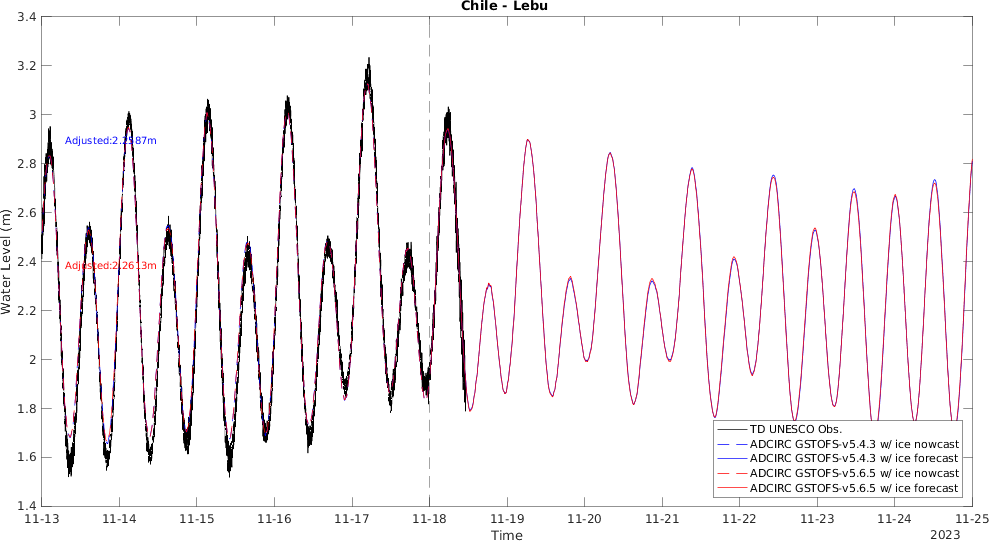 Chile - Lebu
3.4
3.2
3
2.8
2.6
2.4
2.2
2
1.8
1.6
1.4
Water Level (m)
Adjusted:2.2587m
Adjusted:2.2613m
TD UNESCO Obs.
ADCIRC GSTOFS-v5.4.3 w/ ice nowcast
ADCIRC GSTOFS-v5.4.3 w/ ice forecast
ADCIRC GSTOFS-v5.6.5 w/ ice nowcast
ADCIRC GSTOFS-v5.6.5 w/ ice forecast
11-13 11-14 11-15 11-16 11-17 11-18 11-19 11-20 11-21 11-22 11-23 11-24 11-25
Time
2023